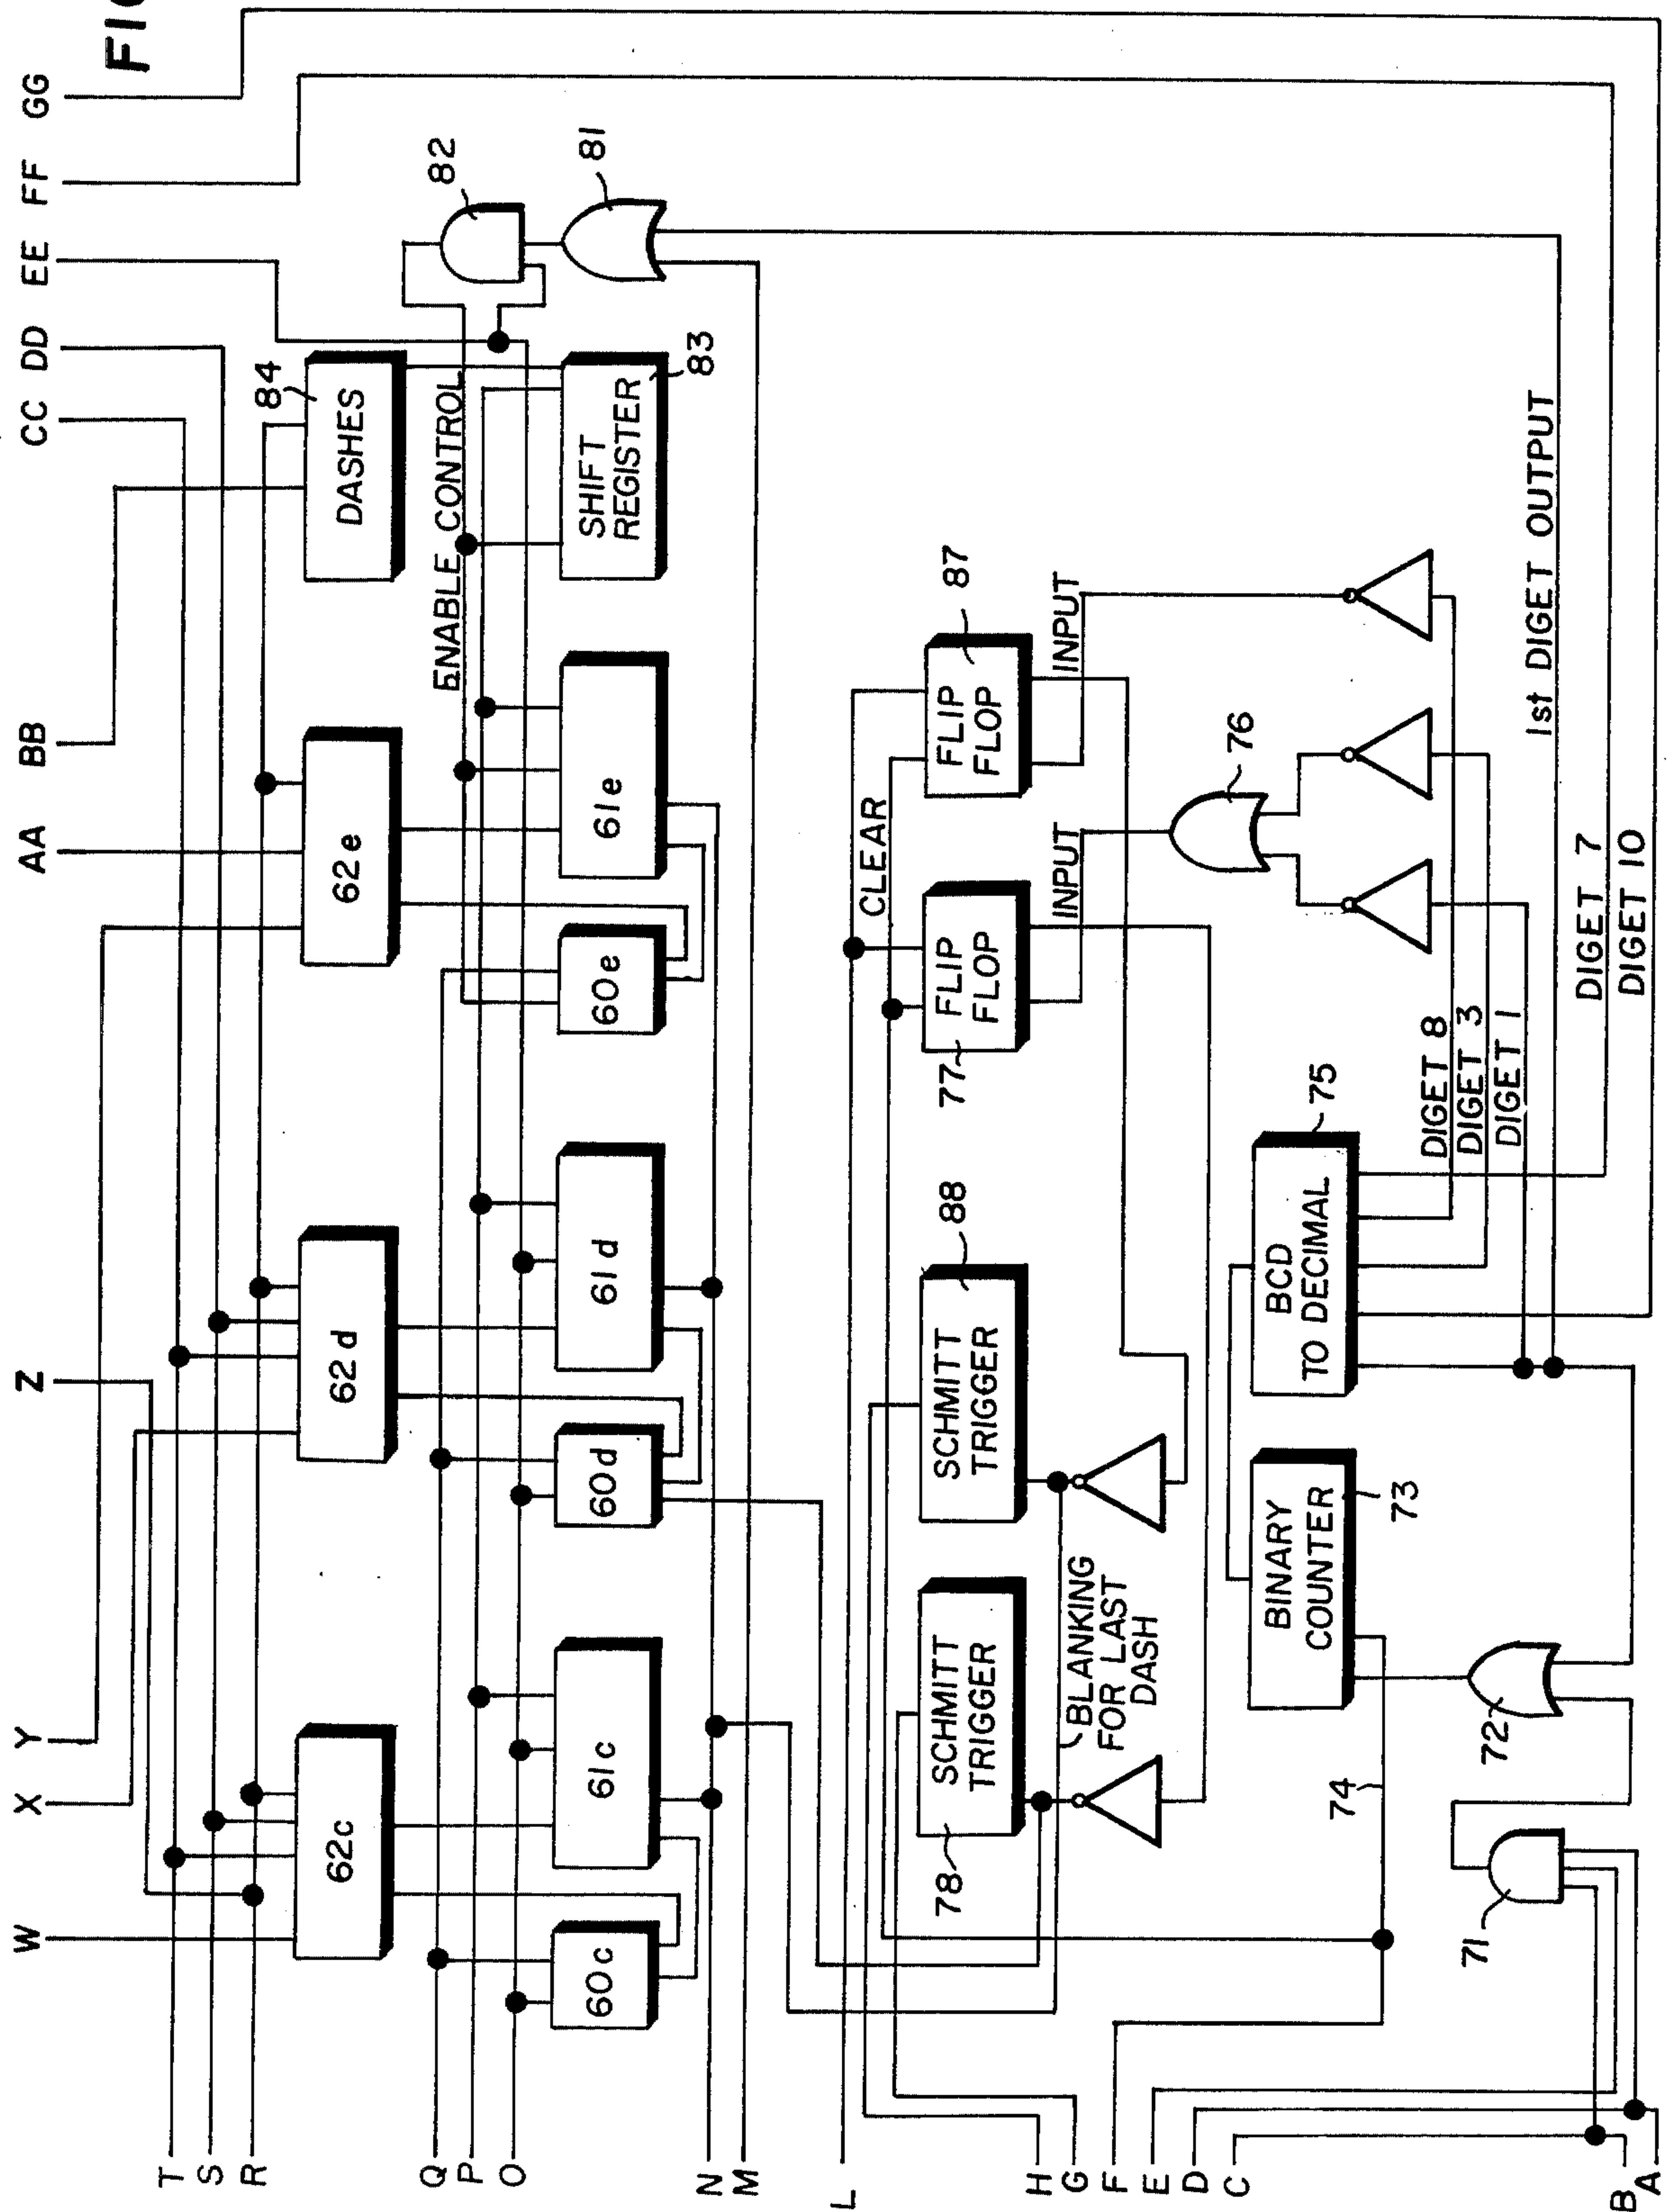 FIG
W X Y Z AA BB CC DD EE FF GG
T
S
R
Q
P
O
N
M
L
H
G
F
E
D
C
B
A
62c
62d
62e
84
DASHES
82
81
ENABLE CONTROL
60c
61c
60d
61d
60e
61e
SHIFT
REGISTER
83
CLEAR
78
SCHMITT
TRIGGER
SCHMITT
TRIGGER
88
77
FLIP
FLOP
FLIP
FLOP
87
INPUT
INPUT
BLANKING
FOR LAST
DASH
76
74
BINARY
COUNTER
73
BCD
TO DECIMAL
75
DIGET 8
DIGET 3
DIGET 1
1st DIGET OUTPUT
DIGET 7
DIGET 10
71
72